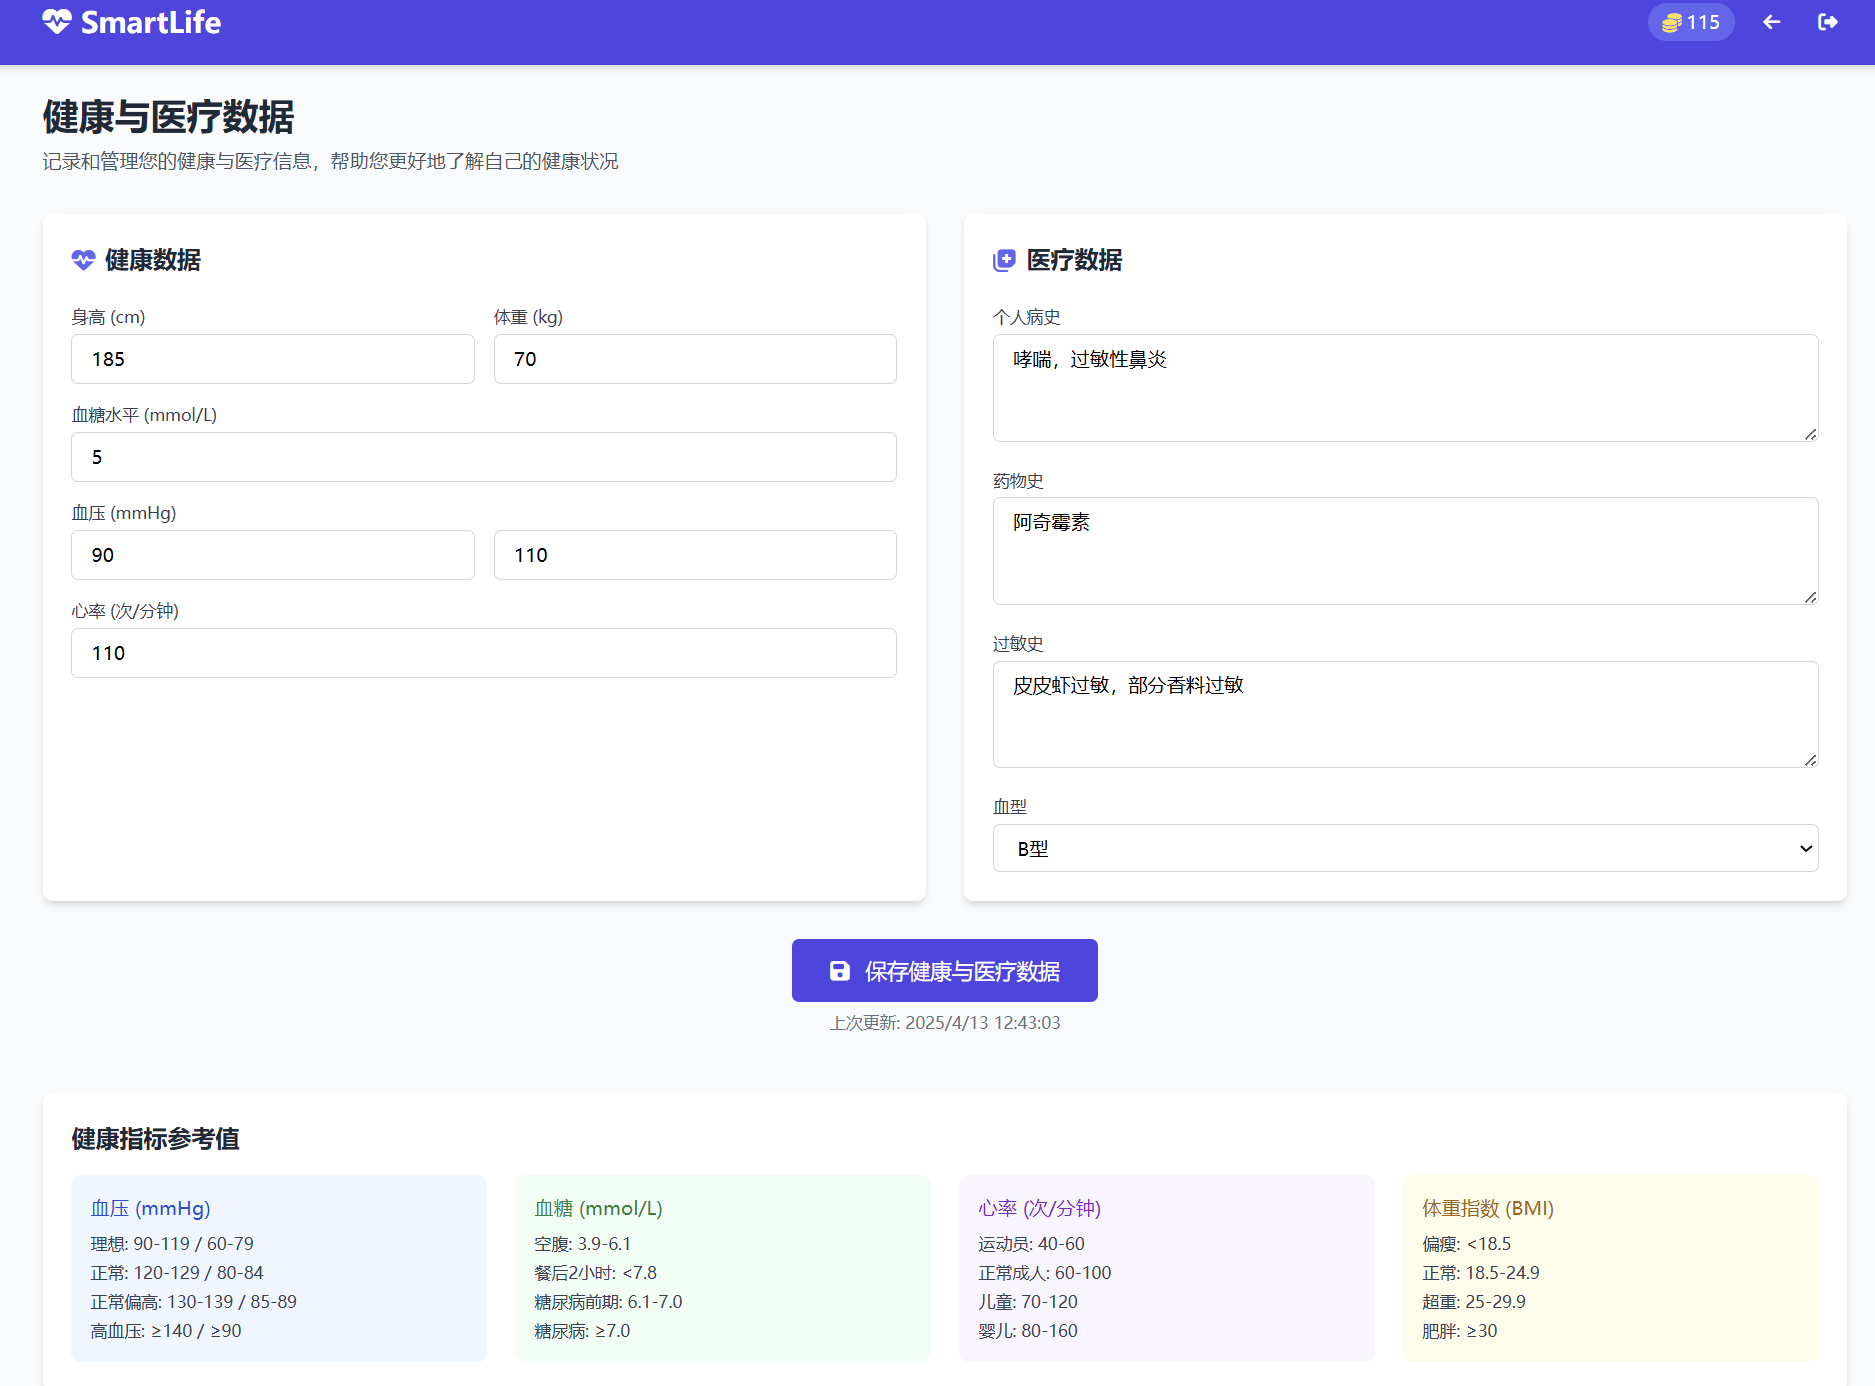 SmartLife
115
健康与医疗数据
记录和管理您的健康与医疗信息，帮助您更好地了解自己的健康状况
健康数据
身高 (cm)
体重 (kg)
185
70
血糖水平 (mmol/L)
5
血压 (mmHg)
90
110
心率 (次/分钟)
110
医疗数据
个人病史
哮喘，过敏性鼻炎
药物史
阿奇霉素
过敏史
皮皮虾过敏，部分香料过敏
血型
B型
保存健康与医疗数据
上次更新: 2025/4/13 12:43:03
健康指标参考值
血压 (mmHg)
理想: 90-119 / 60-79
正常: 120-129 / 80-84
正常偏高: 130-139 / 85-89
高血压: ≥140 / ≥90
血糖 (mmol/L)
空腹: 3.9-6.1
餐后2小时: <7.8
糖尿病前期: 6.1-7.0
糖尿病: ≥7.0
心率 (次/分钟)
运动员: 40-60
正常成人: 60-100
儿童: 70-120
婴儿: 80-160
体重指数 (BMI)
偏瘦: <18.5
正常: 18.5-24.9
超重: 25-29.9
肥胖: ≥30